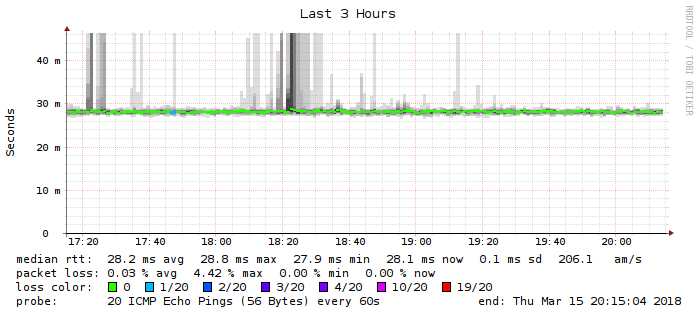 Last 3 Hours
RRDTOOL / TOBI OETIKER
Seconds
40 m
30 m
20 m
10 m
0
17:20 17:40 18:00 18:20 18:40 19:00 19:20 19:40 20:00
median rtt: 28.2 ms avg 28.8 ms max 27.9 ms min 28.1 ms now 0.1 ms sd 206.1 am/s
packet loss: 0.03 % avg 4.42 % max 0.00 % min 0.00 % now
loss color: 0 1/20 2/20 3/20 4/20 10/20 19/20
probe: 20 ICMP Echo Pings (56 Bytes) every 60s end: Thu Mar 15 20:15:04 2018